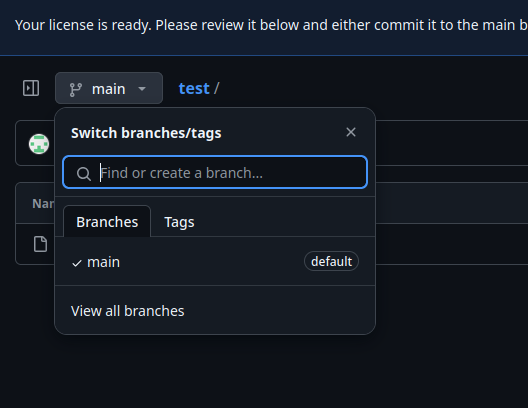 Your license is ready. Please review it below and either commit it to the main
main
test /
Switch branches/tags
Find or create a branch...
Nar
Branches
Tags
main
default
View all branches